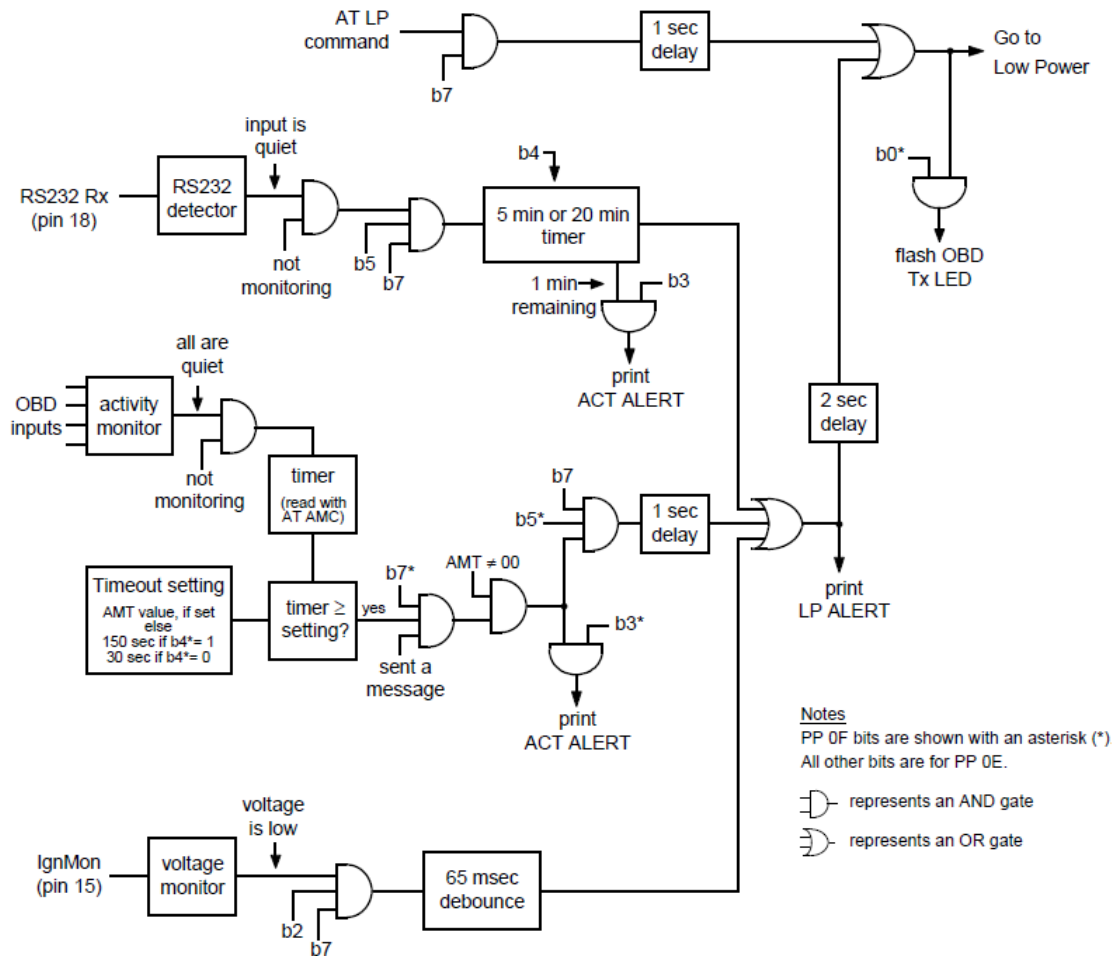 AT LP
command
b7
1 sec
delay
Go to
Low Power
b0*
flash OBD
Tx LED
RS232 Rx
(pin 18)
RS232
detector
input is
quiet
not
monitoring
b5
b7
b4
5 min or 20 min
timer
1 min
remaining
b3
print
ACT ALERT
OBD
inputs
activity
monitor
all are
quiet
not
monitoring
timer
(read with
AT AMC)
Timeout setting
AMT value, if set
else
150 sec if b4*= 1
30 sec if b4*= 0
timer ≥
setting?
yes
b7*
sent a
message
AMT ≠ 00
b7
b5*
b3*
print
ACT ALERT
1 sec
delay
2 sec
delay
print
LP ALERT
IgnMon
(pin 15)
voltage
monitor
voltage
is low
b2
b7
65 msec
debounce
Notes
PP 0F bits are shown with an asterisk (*)
All other bits are for PP 0E.
represents an AND gate
represents an OR gate